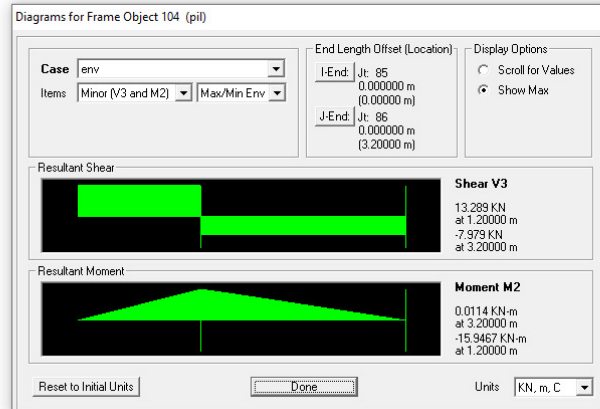 Diagrams for Frame Object 104 (pil)
Case env
Items Minor (V3 and M2) Max/Min Env
End Length Offset (Location)
I-End: Jt: 85
0.000000 m
(0.00000 m)
J-End: Jt: 86
0.000000 m
(3.20000 m)
Display Options
Scroll for Values
Show Max
Resultant Shear
Shear V3
13.289 KN
at 1.20000 m
-7.979 KN
at 3.20000 m
Resultant Moment
Moment M2
0.0114 KN-m
at 3.20000 m
-15.9467 KN-m
at 1.20000 m
Reset to Initial Units
Done
Units KN, m, C